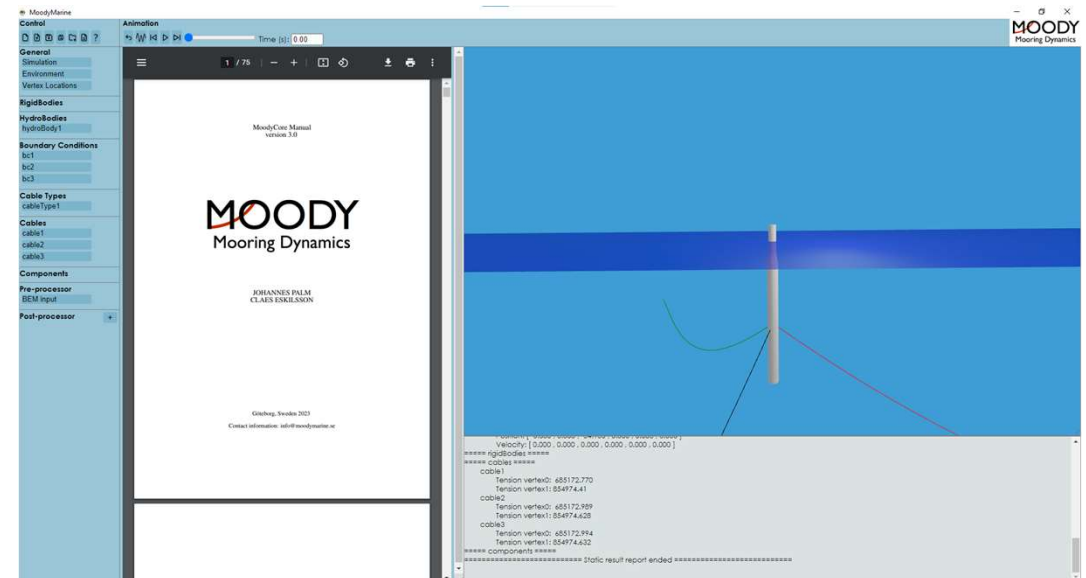 MoodyMarine
Control
Animation
Time (s): 0.00
MOODY
Mooring Dynamics
General
Simulation
Environment
Vertex Locations
RigidBodies
HydroBodies
hydroBody1
Boundary Conditions
bc1
bc2
bc3
Cable Types
cableType1
Cables
cable1
cable2
cable3
Components
Pre-processor
BEM input
Post-processor +
1 / 75
MoodyCore Manual
version 3.0
MOODY
Mooring Dynamics
JOHANNES PALM
CLAES ESKILSSON
Göteborg, Sweden 2023
Contact information: info@moodymarine.se
Velocity: [ 0.000 , 0.000 , 0.000 , 0.000 , 0.000 , 0.000 ]
===== rigidBodies =====
===== cables =====
cable1
Tension vertex0: 685172.770
Tension vertex1: 854974.41
cable2
Tension vertex0: 685172.989
Tension vertex1: 854974.628
cable3
Tension vertex0: 685172.994
Tension vertex1: 854974.632
===== components =====
========================== Static result report ended ==========================